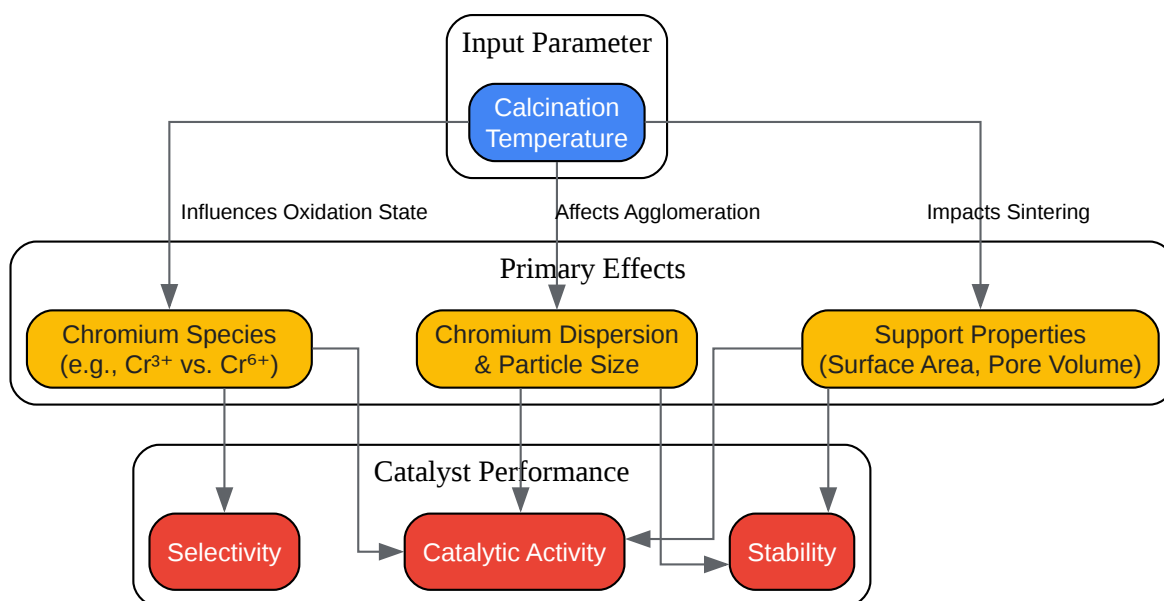 Input Parameter
Calcination
Temperature
Influences Oxidation State
Affects Agglomeration
Impacts Sintering
Primary Effects
Chromium Species
(e.g., Cr³⁺ vs. Cr⁶⁺)
Chromium Dispersion
& Particle Size
Support Properties
(Surface Area, Pore Volume)
Catalyst Performance
Selectivity
Catalytic Activity
Stability